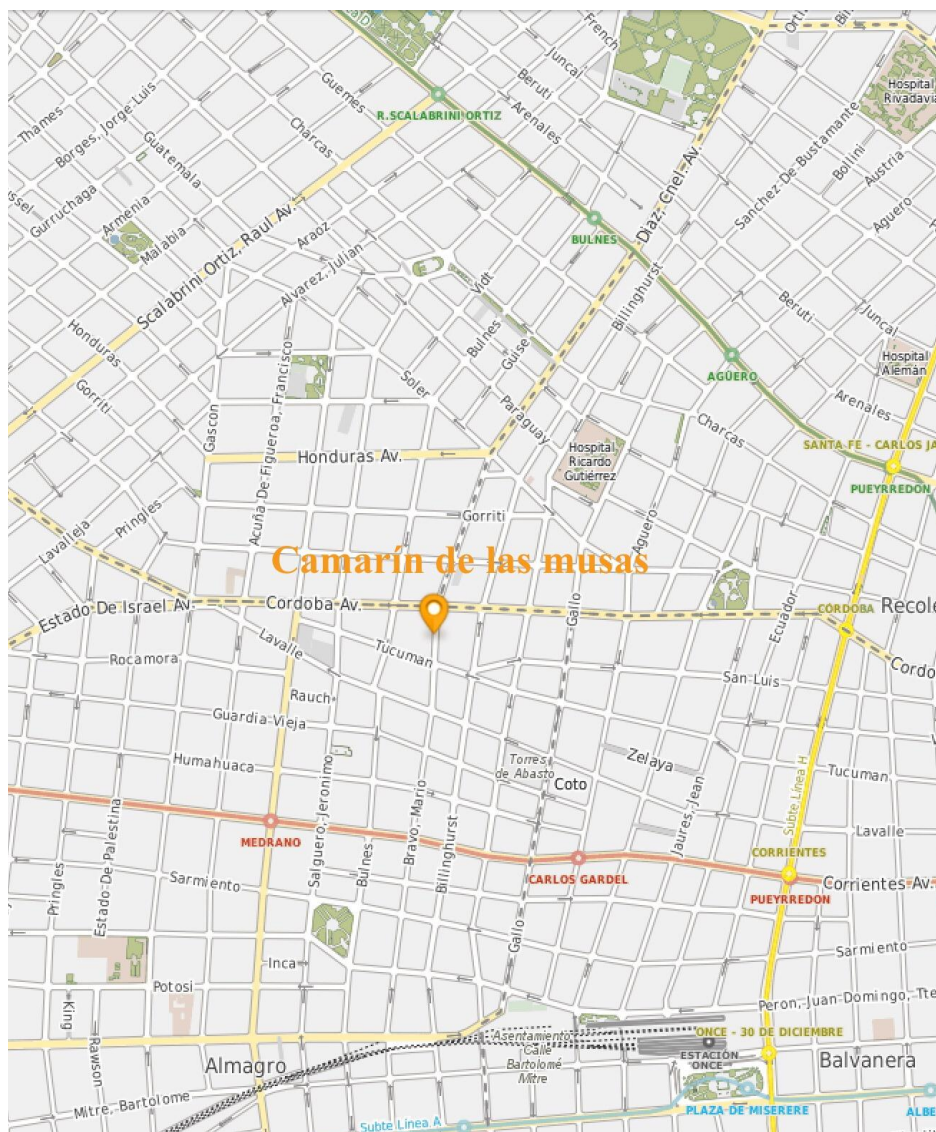 French
Juncal
Beruti
Arenales
Guemes
Charcas
R.SCALABRINI ORTIZ
Hospital
Rivadavia
Thames
Borges, Jorge Luis
Guatemala
Gurruchaga
Armenia
Malabia
Diaz, Cnel. Av.
Sanchez De Bustamante
Bollini
Austria
Aguero
Scalabrini Ortiz, Raul Av.
Araoz
Alvarez, Julian
BULNES
Vidt
Bulnes
Guise
Billinghurst
Beruti
Juncal
Honduras
Gorriti
Gascon
Acuña De Figueroa, Francisco
Soler
Paraguay
AGÜERO
Hospital
Alemán
Arenales
Charcas
Honduras Av.
Hospital
Ricardo
Gutiérrez
SANTA FE - CARLOS JA
PUEYRREDON
Lavalleja
Pringles
Gorriti
Aguero
Camarín de las musas
Estado De Israel Av.
Cordoba Av.
Gallo
Ecuador
CORDOBA
Recole
Cordo
Rocamora
Lavalle
Tucuman
San Luis
Rauch
Guardia Vieja
Humahuaca
Torres
de Abasto
Coto
Zelaya
Tucuman
Subte Línea H
Jaures, Jean
Lavalle
Estado De Palestina
Pringles
MEDRANO
Salguero, Jeronimo
Bulnes
Bravo, Mario
Billinghurst
CARLOS GARDEL
CORRIENTES
PUEYRREDON
Corrientes Av.
Sarmiento
Gallo
Sarmiento
Inca
Potosi
King
Rawson
Peron, Juan Domingo, Tte
Asentamiento
Calle
Bartolomé
Mitre
ONCE - 30 DE DICIEMBRE
ESTACIÓN
ONCE
Almagro
Balvanera
Mitre, Bartolome
Subte Línea A
PLAZA DE MISERERE
ALBE